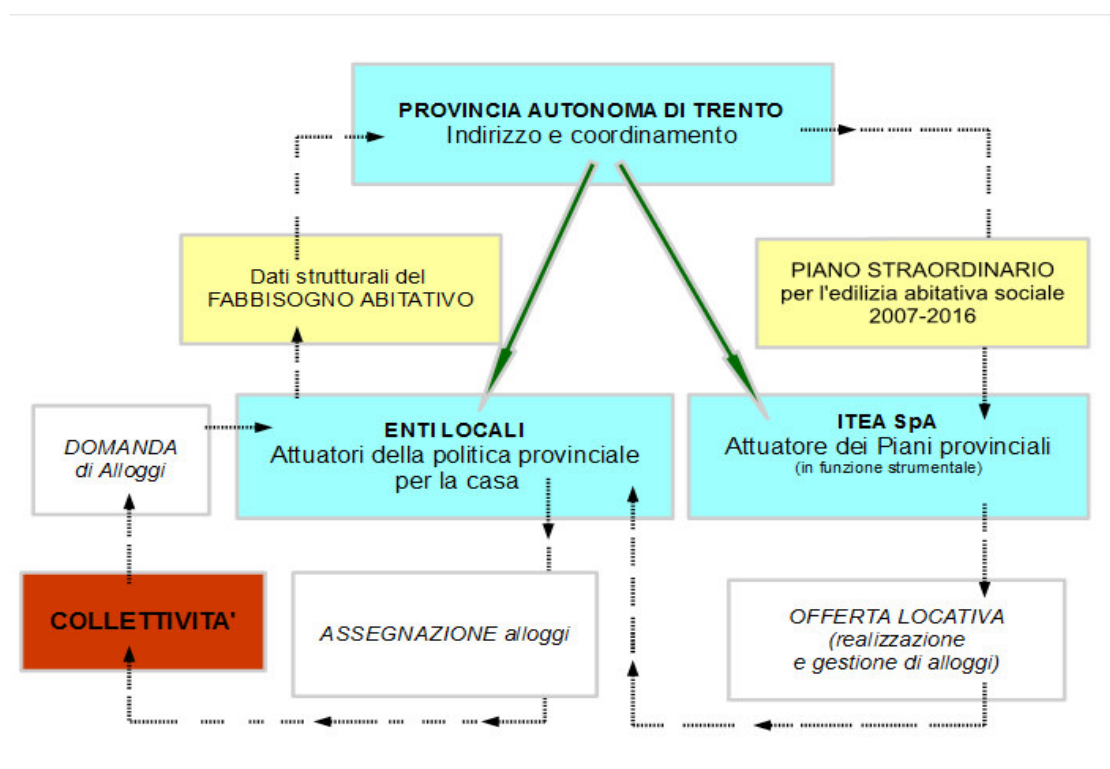 PROVINCIA AUTONOMA DI TRENTO
Indirizzo e coordinamento
Dati strutturali del
FABBISOGNO ABITATIVO
PIANO STRAORDINARIO
per l'edilizia abitativa sociale
2007-2016
DOMANDA
di Alloggi
ENTI LOCALI
Attuatori della politica provinciale
per la casa
ITEA SpA
Attuatore dei Piani provinciali
(in funzione strumentale)
COLLETTIVITA'
ASSEGNAZIONE alloggi
OFFERTA LOCATIVA
(realizzazione
e gestione di alloggi)